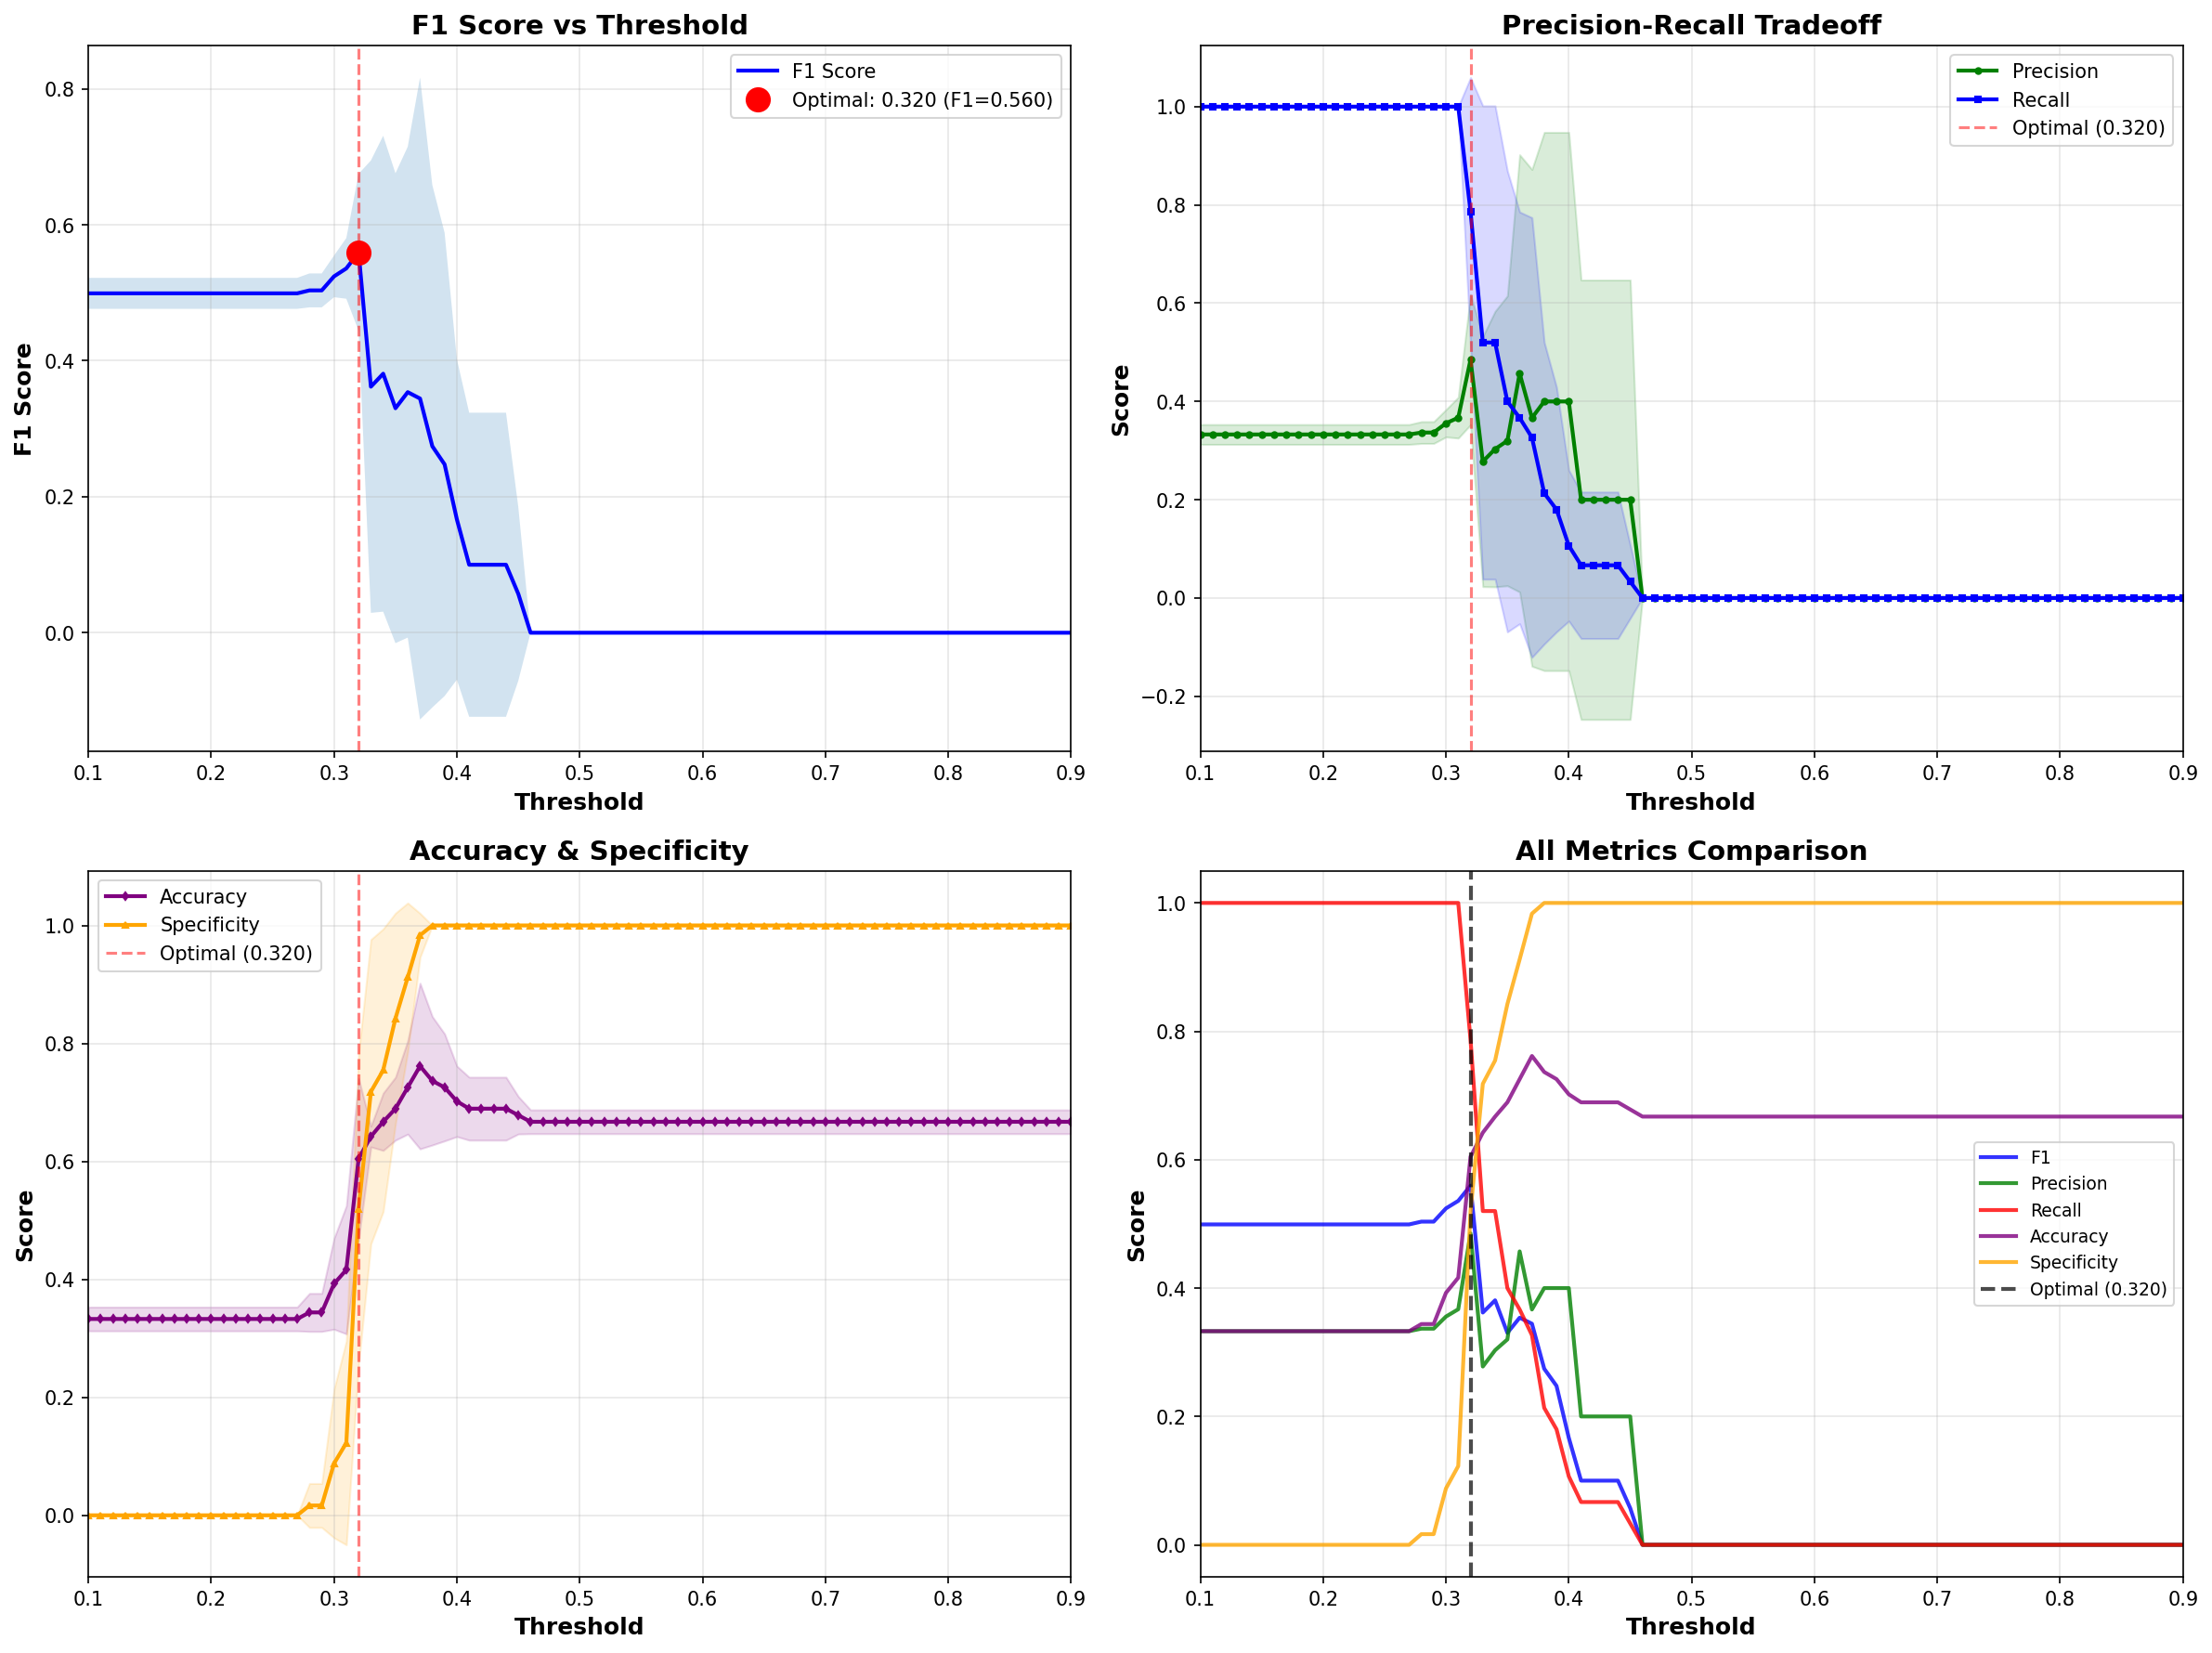 F1 Score vs Threshold
F1 Score
Optimal: 0.320 (F1=0.560)
0.8
0.6
0.4
0.2
0.0
F1 Score
0.1 0.2 0.3 0.4 0.5 0.6 0.7 0.8 0.9
Threshold
Precision-Recall Tradeoff
Precision
Recall
Optimal (0.320)
1.0
0.8
0.6
0.4
0.2
0.0
−0.2
Score
0.1 0.2 0.3 0.4 0.5 0.6 0.7 0.8 0.9
Threshold
Accuracy & Specificity
Accuracy
Specificity
Optimal (0.320)
1.0
0.8
0.6
0.4
0.2
0.0
Score
0.1 0.2 0.3 0.4 0.5 0.6 0.7 0.8 0.9
Threshold
All Metrics Comparison
1.0
0.8
0.6
0.4
0.2
0.0
Score
F1
Precision
Recall
Accuracy
Specificity
Optimal (0.320)
0.1 0.2 0.3 0.4 0.5 0.6 0.7 0.8 0.9
Threshold